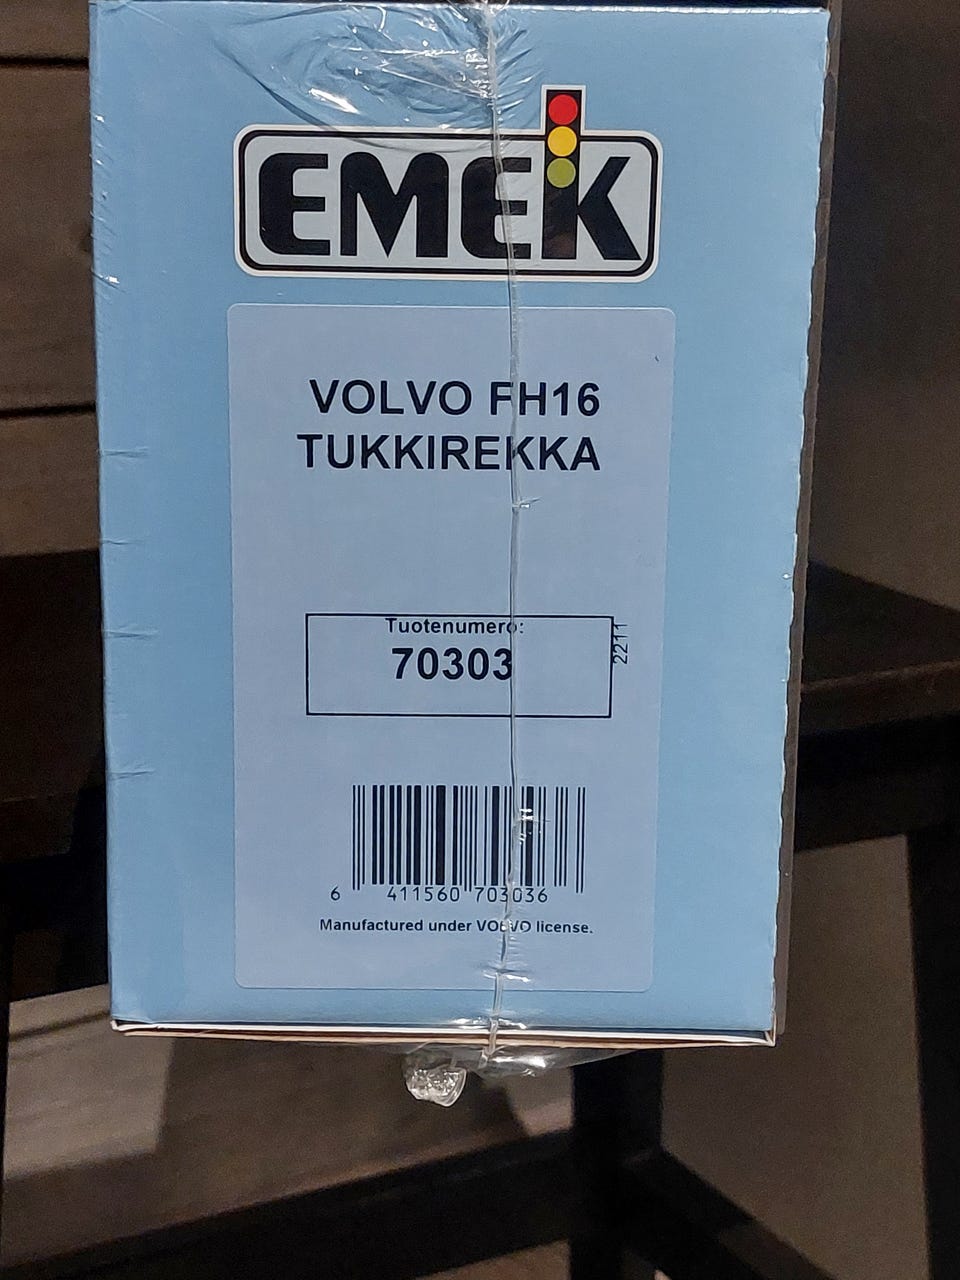 EMEK
VOLVO FH16
TUKKIREKKA
Tuotenumero:
70303
2211
6 411560 703036
Manufactured under VOLVO license.